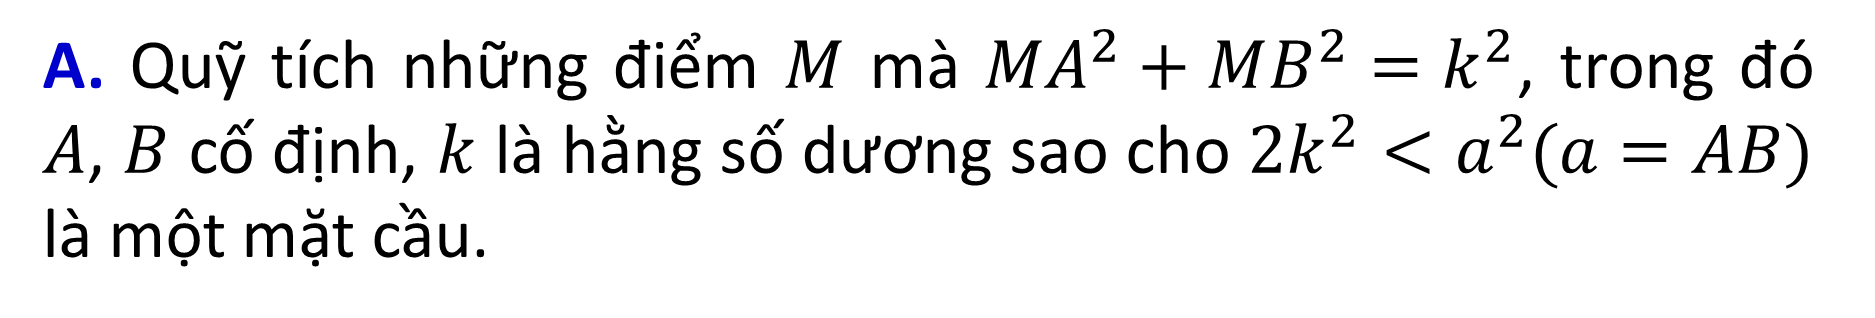 A. Quỹ tích những điểm M mà MA² + MB² = k², trong đó
A, B cố định, k là hằng số dương sao cho 2k² < a²(a = AB)
là một mặt cầu.